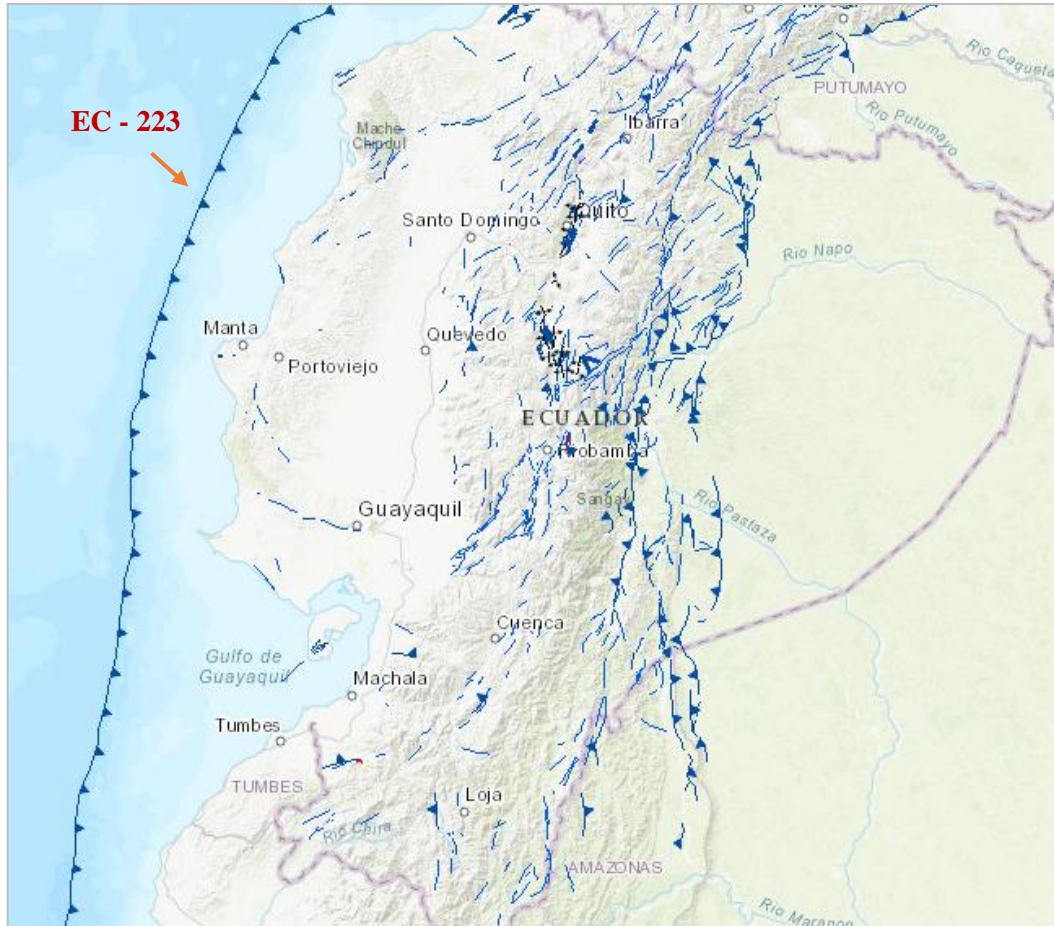 Rio Caqueta
PUTUMAYO
Rio Putumayo
EC - 223
Ibarra
Mache
Chindul
Quito
Santo Domingo
Rio Napo
Manta
Quevedo
Portoviejo
ECUADOR
Riobamba
Sangay
Rio Pastaza
Guayaquil
Cuenca
Gulfo de
Guayaquil
Machala
Tumbes
TUMBES
Loja
Rio Chira
AMAZONAS
Rio Maranon